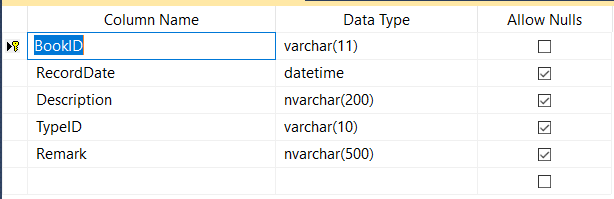 Column Name Data Type Allow Nulls
BookID varchar(11)
RecordDate datetime
Description nvarchar(200)
TypeID varchar(10)
Remark nvarchar(500)